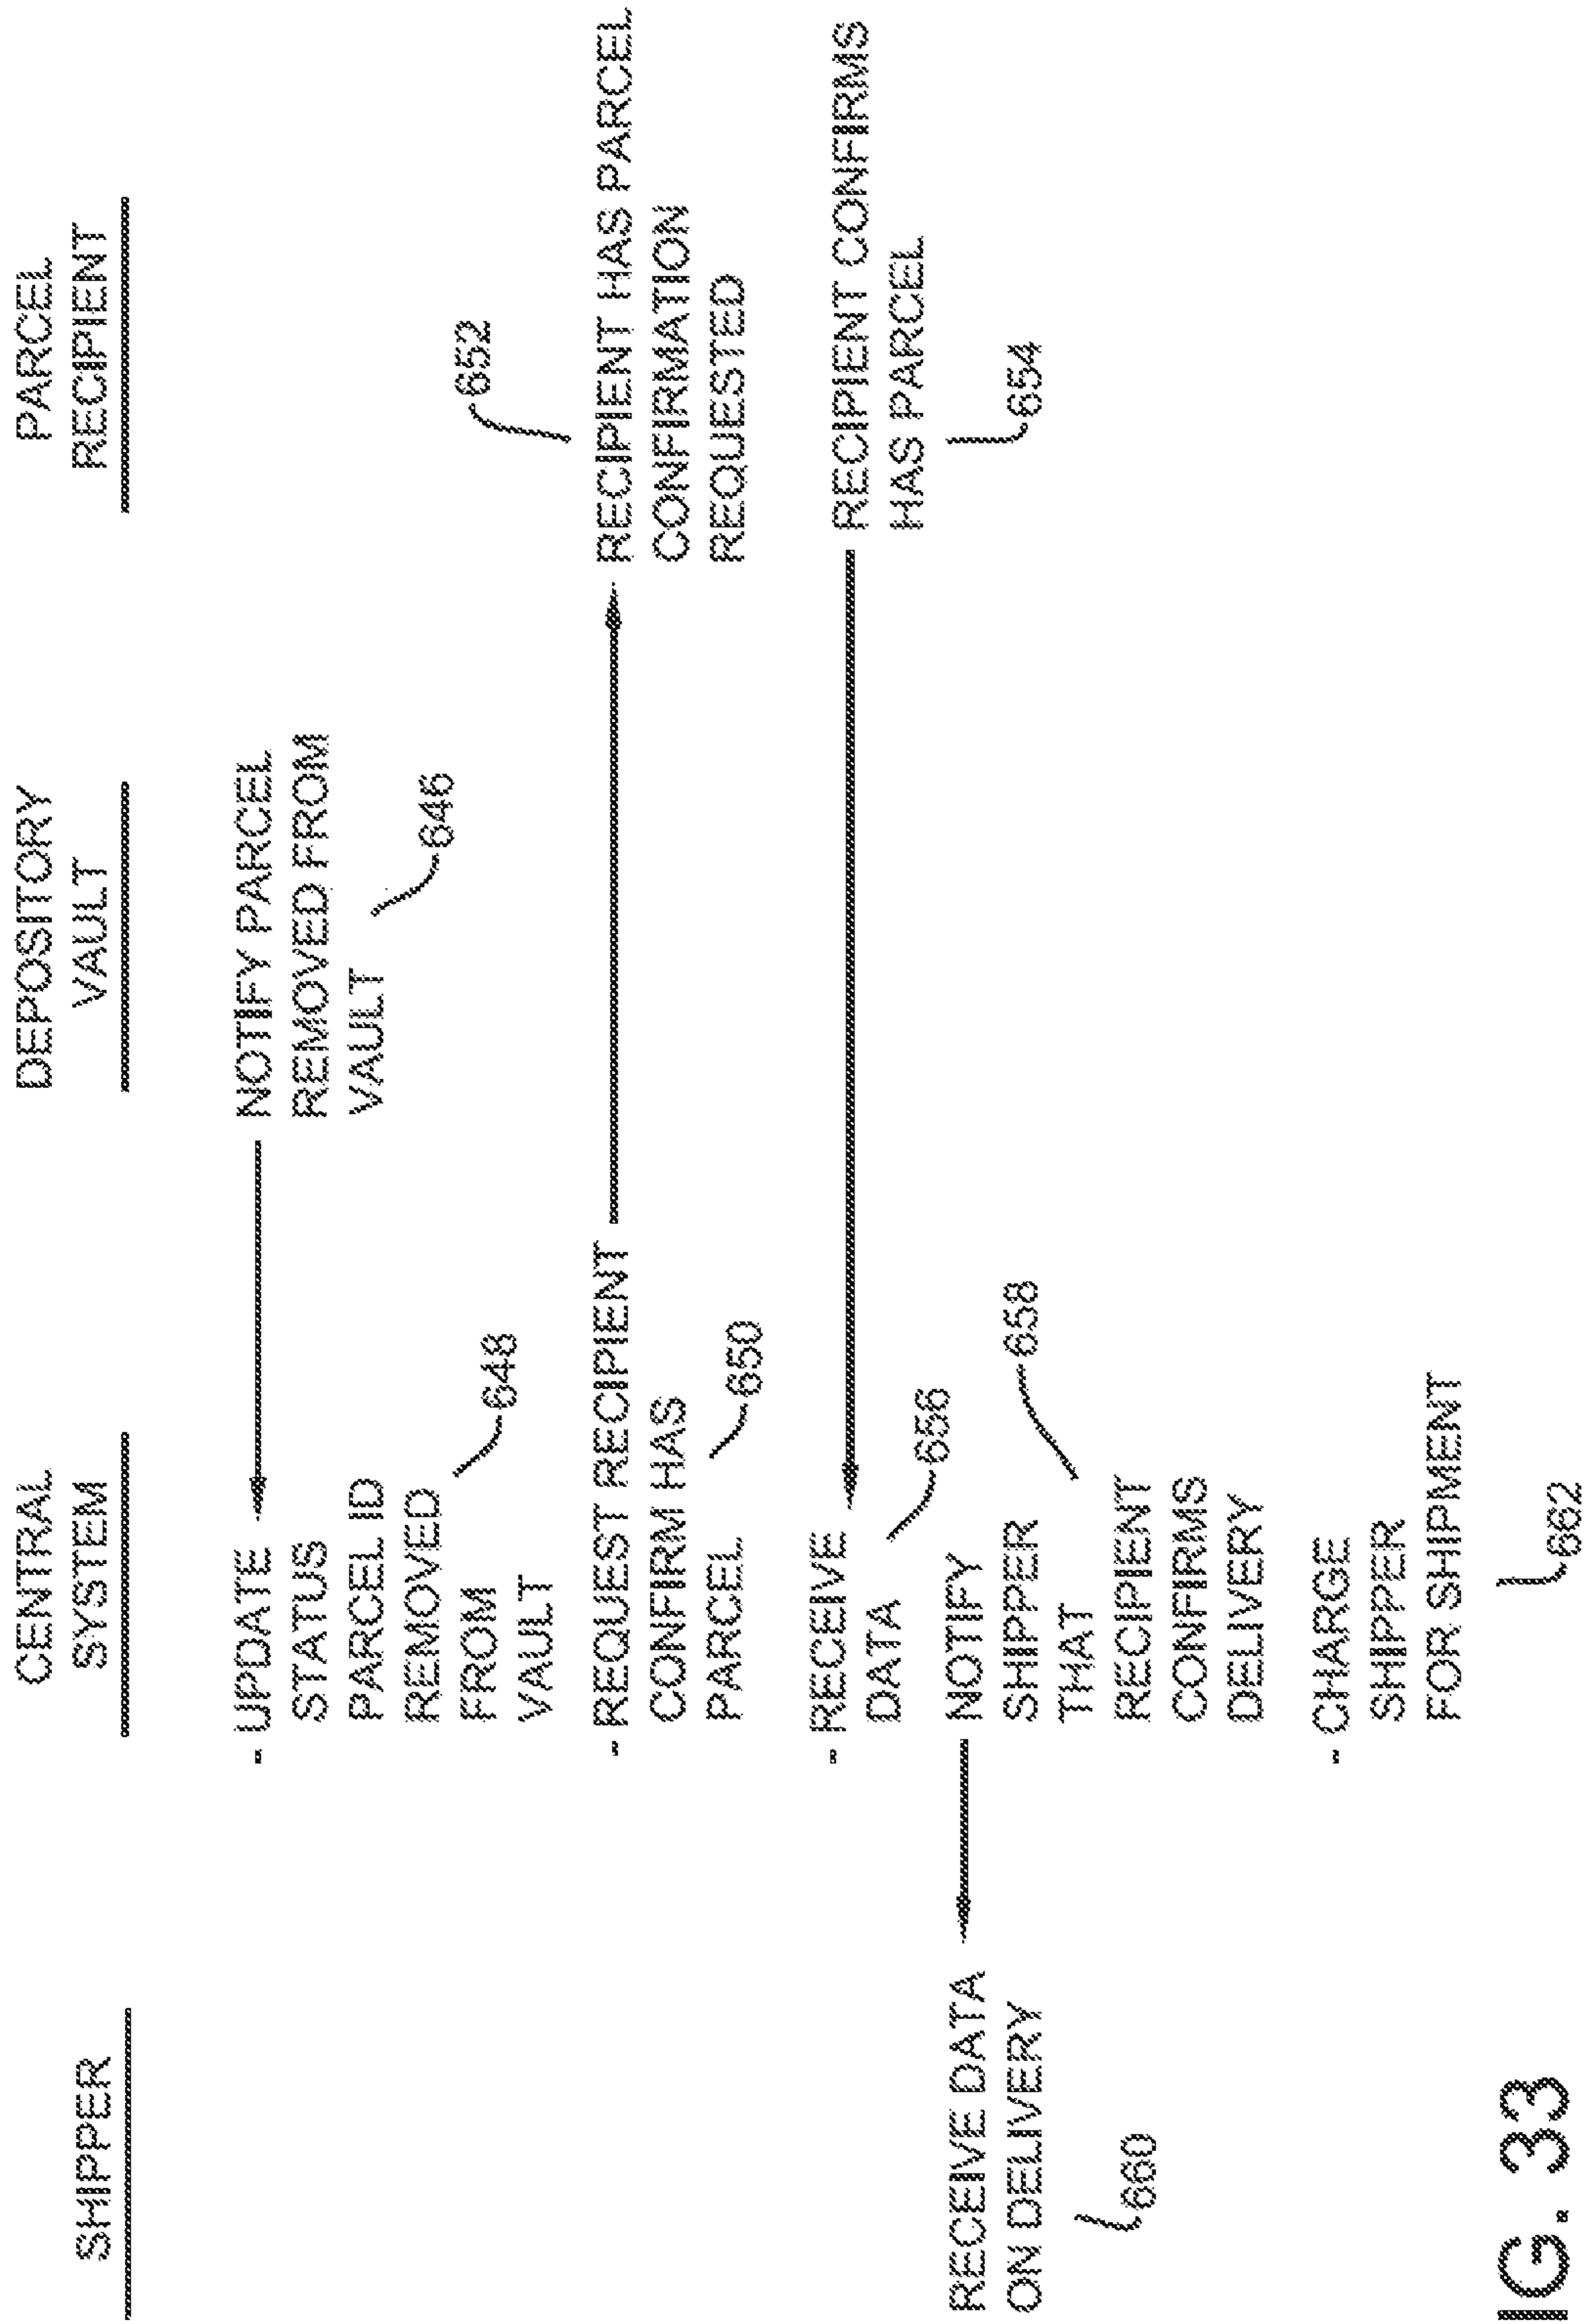 SHIPPER
CENTRAL
SYSTEM
DEPOSITORY
VAULT
PARCEL
RECIPIENT
NOTIFY PARCEL
REMOVED FROM
VAULT
646
- UPDATE
STATUS
PARCEL ID
REMOVED
FROM
VAULT
648
- REQUEST RECIPIENT
CONFIRM HAS
PARCEL
650
652
RECIPIENT HAS PARCEL
CONFIRMATION
REQUESTED
RECIPIENT CONFIRMS
HAS PARCEL
654
- RECEIVE
DATA
656
NOTIFY
SHIPPER
THAT
RECIPIENT
CONFIRMS
DELIVERY
658
RECEIVE DATA
ON DELIVERY
660
- CHARGE
SHIPPER
FOR SHIPMENT
662
IG. 33